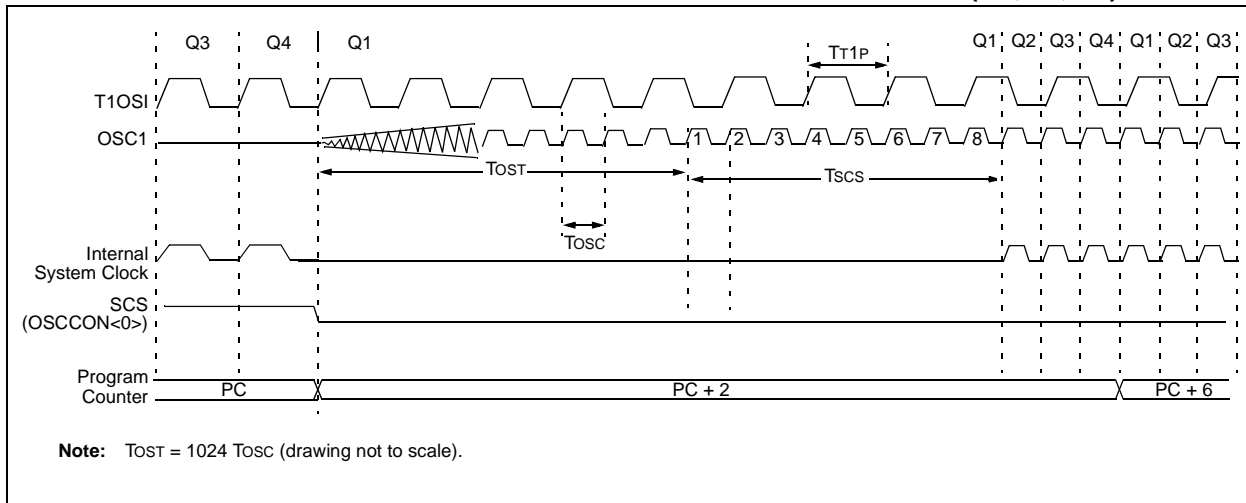 Q3 Q4 Q1 Q1 Q2 Q3 Q4 Q1 Q2 Q3
TT1P
T1OSI
OSC1
1 2 3 4 5 6 7 8
TOST
TSCS
TOSC
Internal
System Clock
SCS
(OSCCON<0>)
Program
Counter
PC PC + 2 PC + 6
Note: TOST = 1024 TOSC (drawing not to scale).